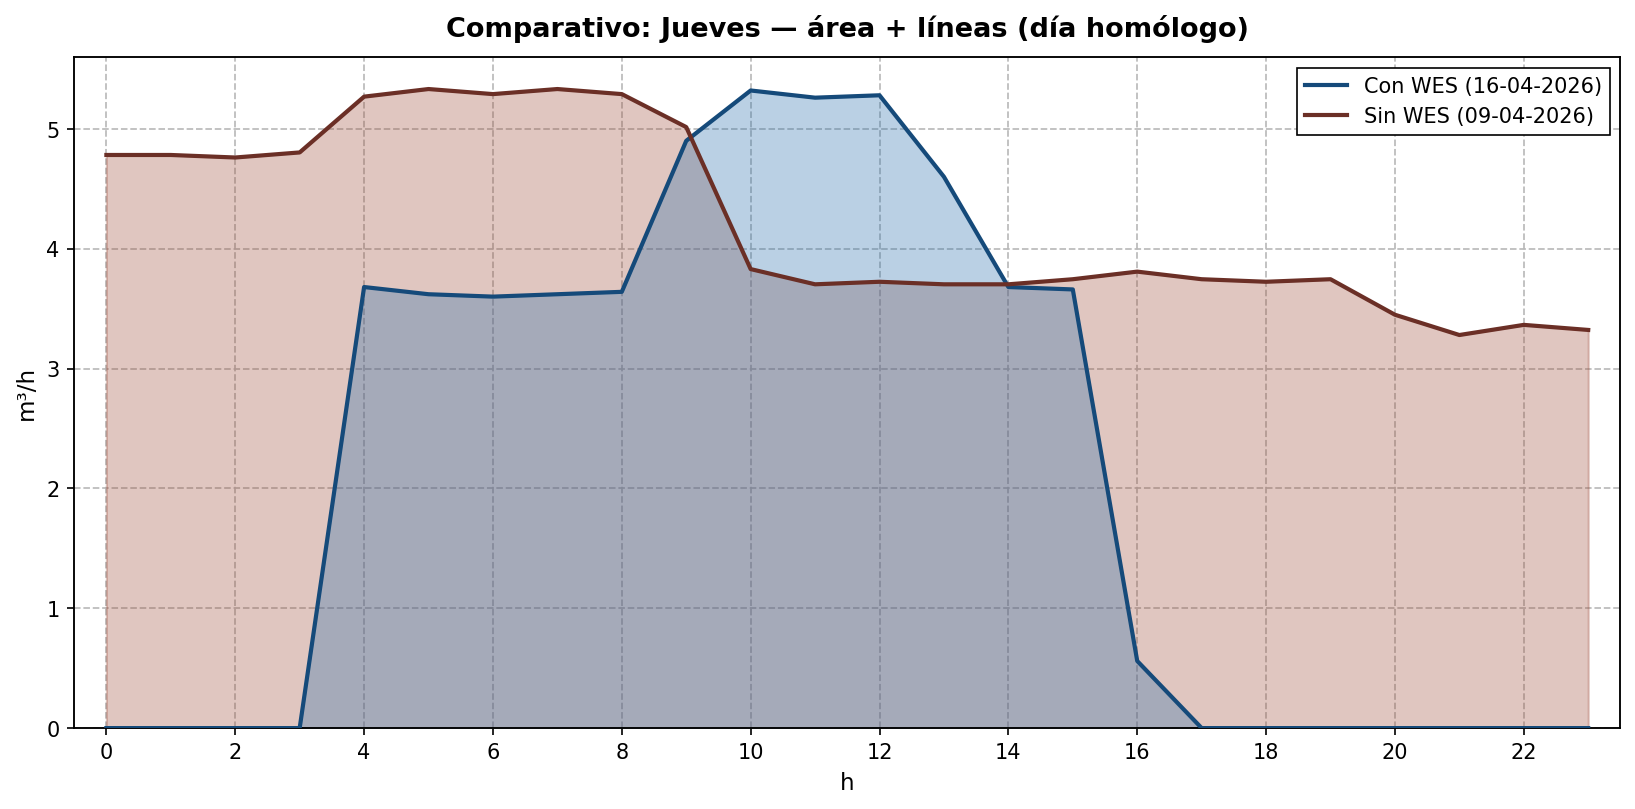 Comparativo: Jueves — área + líneas (día homólogo)
Con WES (16-04-2026)
Sin WES (09-04-2026)
5
4
3
2
1
0
m³/h
0 2 4 6 8 10 12 14 16 18 20 22
h